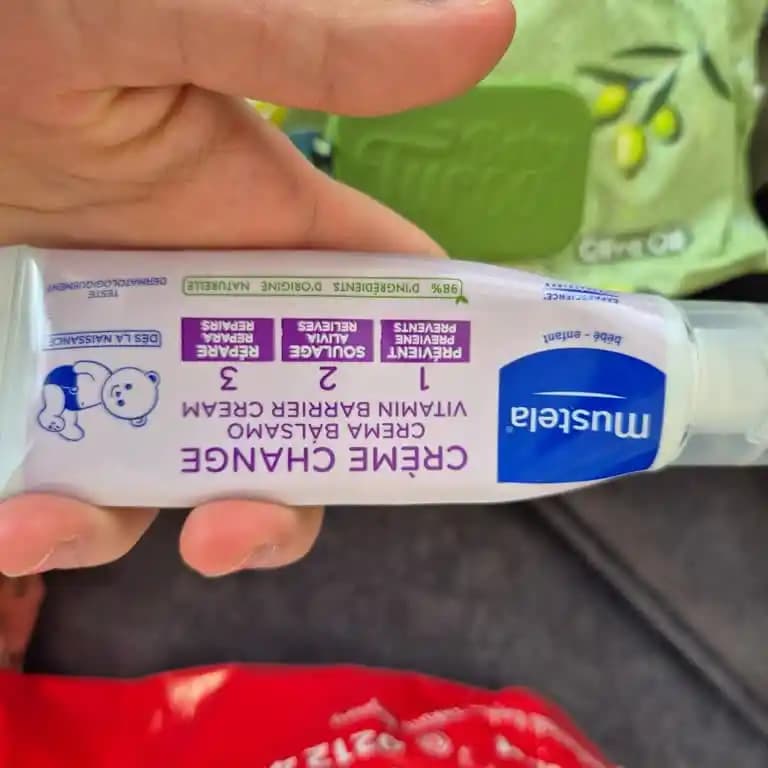 mustela®
bébé - enfant
CRÈME CHANGE
CREMA BÁLSAMO
VITAMIN BARRIER CREAM
1
PRÉVIENT
PREVIENE
PREVENTS
2
SOULAGE
ALIVIA
RELIEVES
3
RÉPARE
REPARA
REPAIRS
98% D'INGRÉDIENTS D'ORIGINE NATURELLE
DÈS LA NAISSANCE
TESTÉ
DERMATOLOGIQUEMENT
Olive Oil